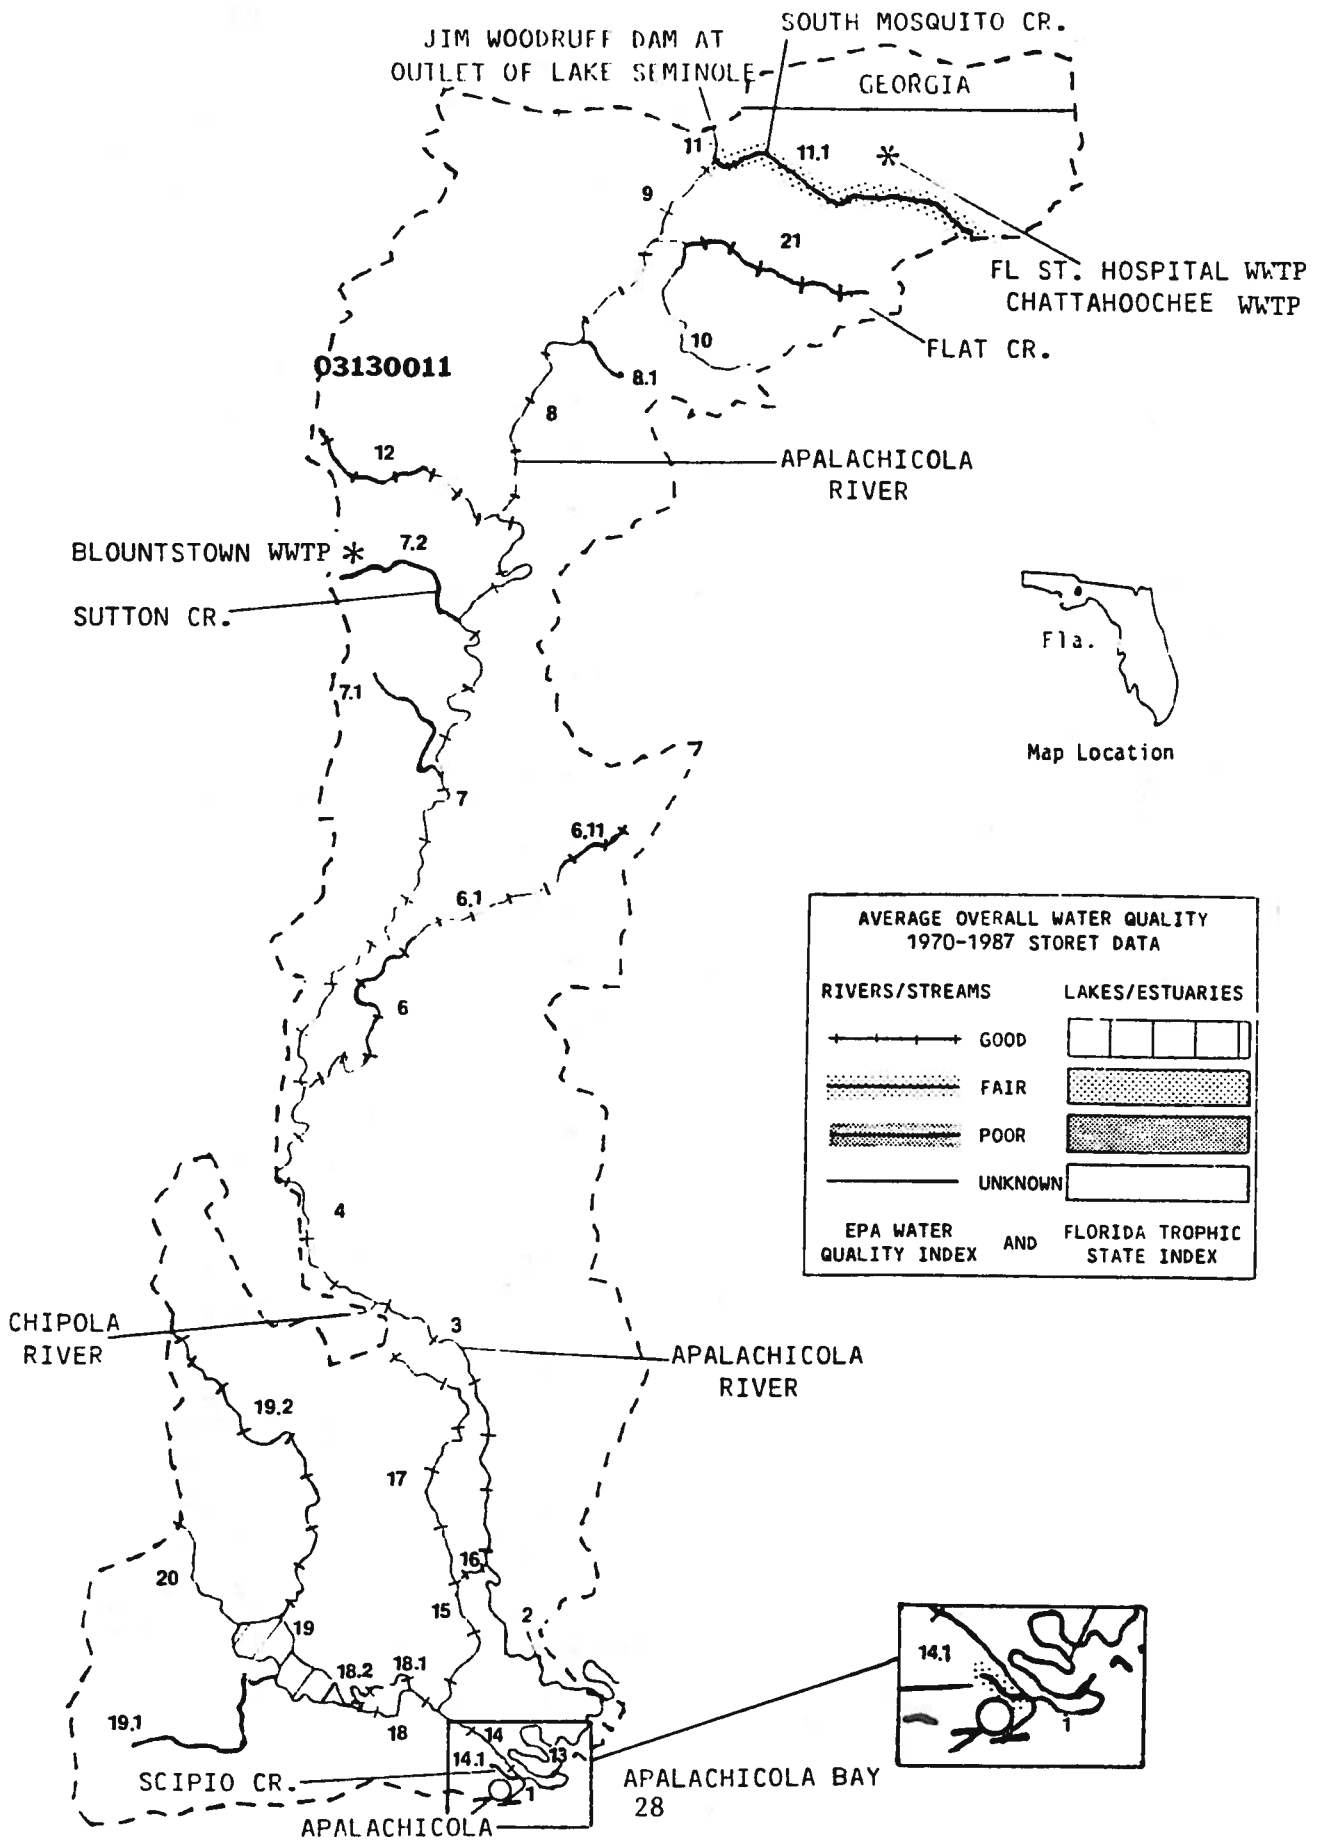 SOUTH MOSQUITO CR.
JIM WOODRUFF DAM AT
OUTLET OF LAKE SEMINOLE
GEORGIA
11
11.1
*
9
21
FL ST. HOSPITAL WWTP
CHATTAHOOCHEE WWTP
10
FLAT CR.
03130011
8.1
8
12
APALACHICOLA
RIVER
BLOUNTSTOWN WWTP *
7.2
SUTTON CR.
Fla.
7.1
Map Location
7
6.11
6.1
AVERAGE OVERALL WATER QUALITY
1970-1987 STORET DATA
RIVERS/STREAMS LAKES/ESTUARIES
6
GOOD
FAIR
POOR
UNKNOWN
4
EPA WATER
QUALITY INDEX
AND
FLORIDA TROPHIC
STATE INDEX
CHIPOLA
RIVER
3
APALACHICOLA
RIVER
19.2
17
16
20
15
2
19
18.2
18.1
14.1
1
19.1
18
14
13
14.1
SCIPIO CR.
1
APALACHICOLA BAY
28
APALACHICOLA